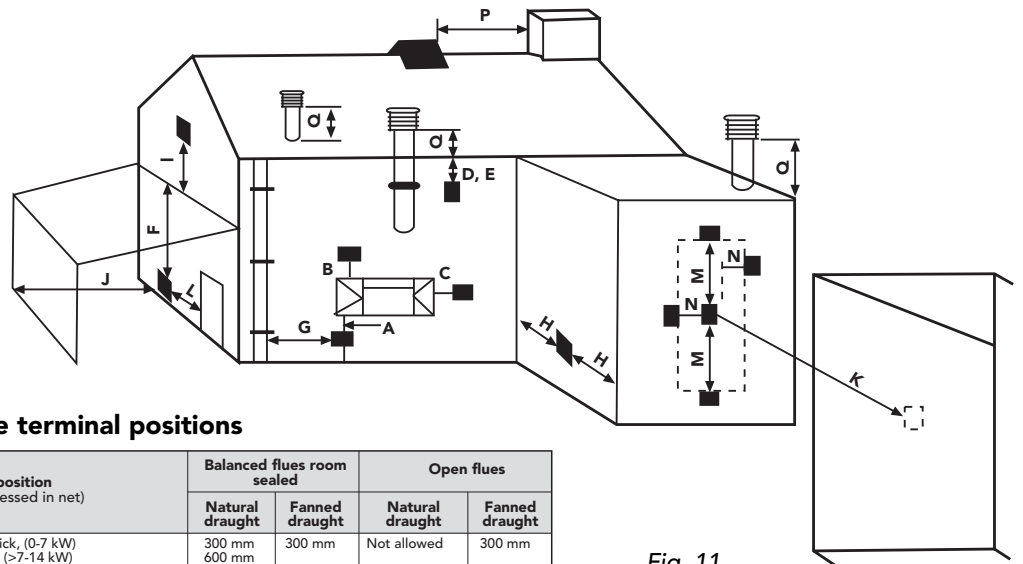 P
Q
Q
D, E
Q
I
F
J
L
B
C
A
G
H
H
M
N
N
M
K
terminal positions
position
Balanced flues room sealed
Open flues
essed in net)
Natural draught
Fanned draught
Natural draught
Fanned draught
ick, (0-7 kW)
300 mm
300 mm
Not allowed
300 mm
(>7-14 kW)
600 mm
Fig. 11